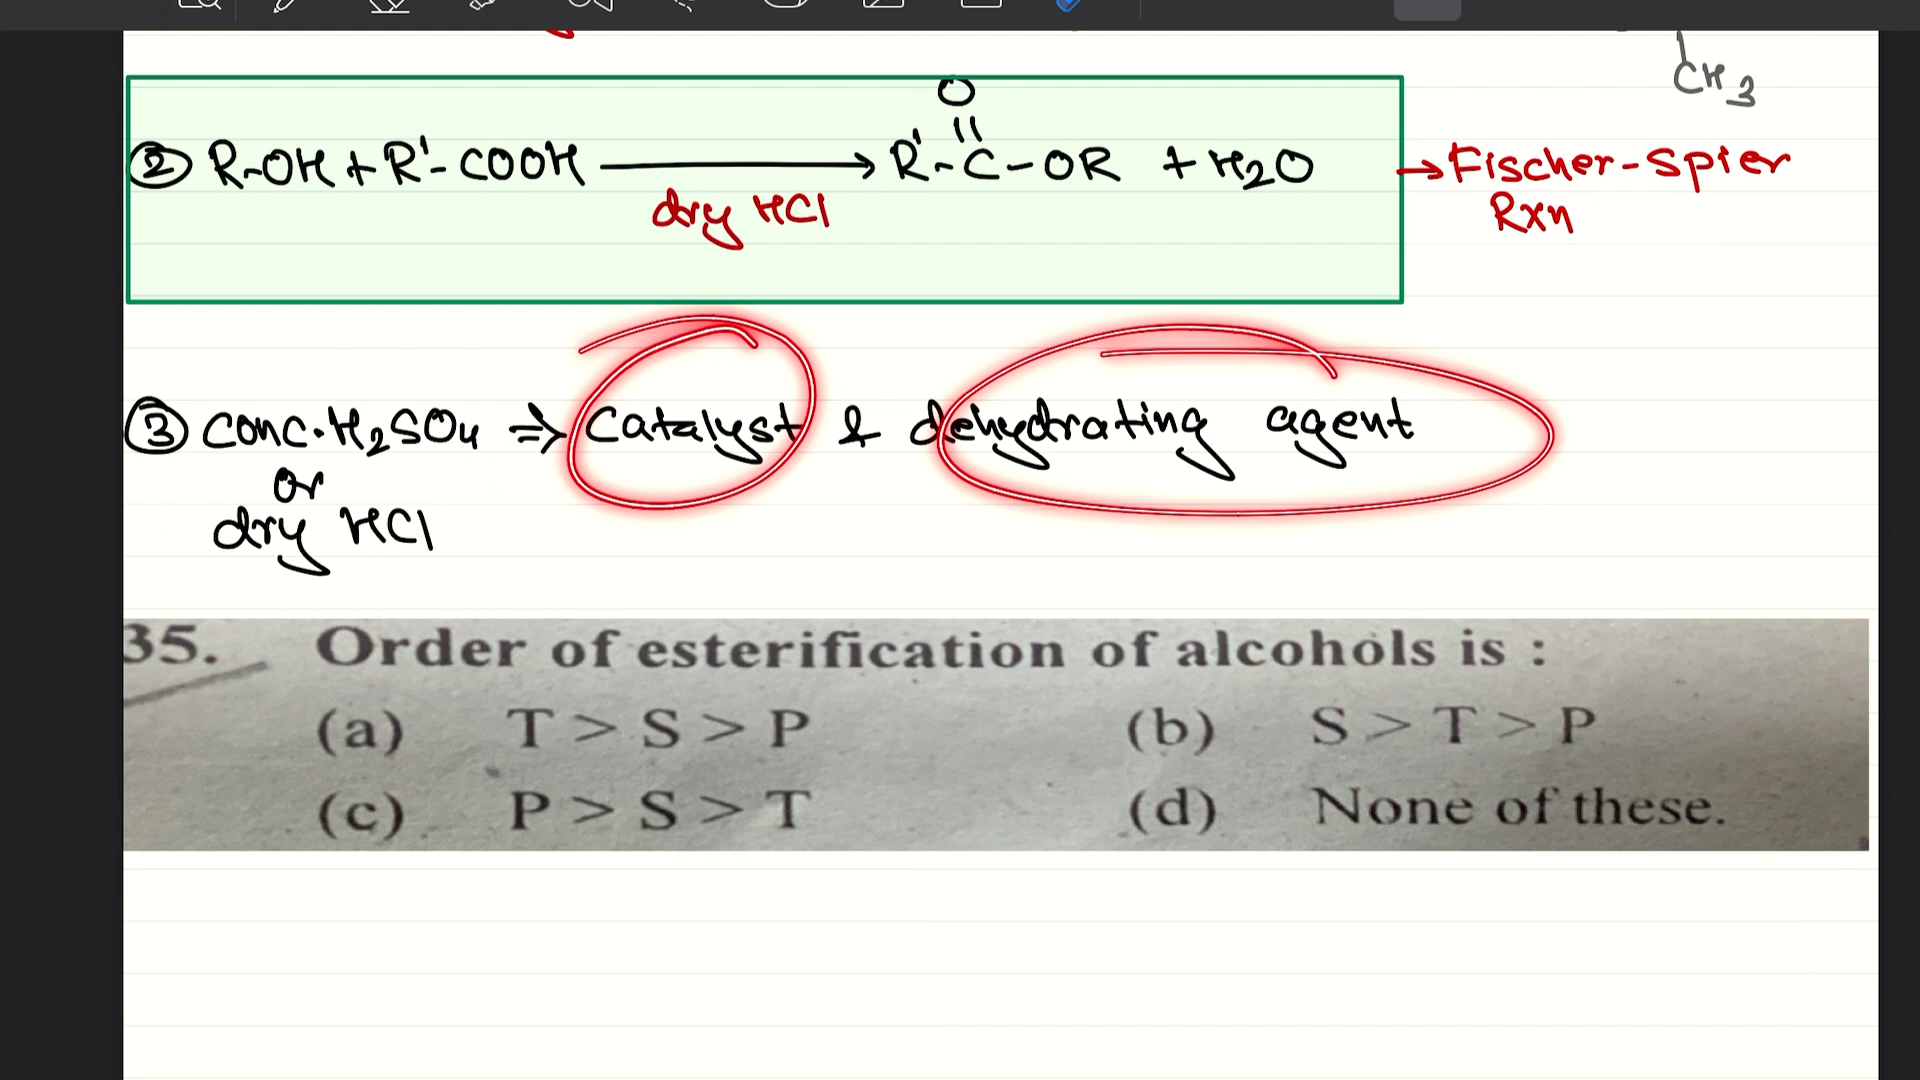 CH3
O
② R-OH + R'-COOH → R'-C-OR + H2O → Fischer-Spier
dry HCl
Rxn
③ conc. H2SO4 ⇒ Catalyst & dehydrating agent
or
dry HCl
35. Order of esterification of alcohols is :
(a) T > S > P (b) S > T > P
(c) P > S > T (d) None of these.